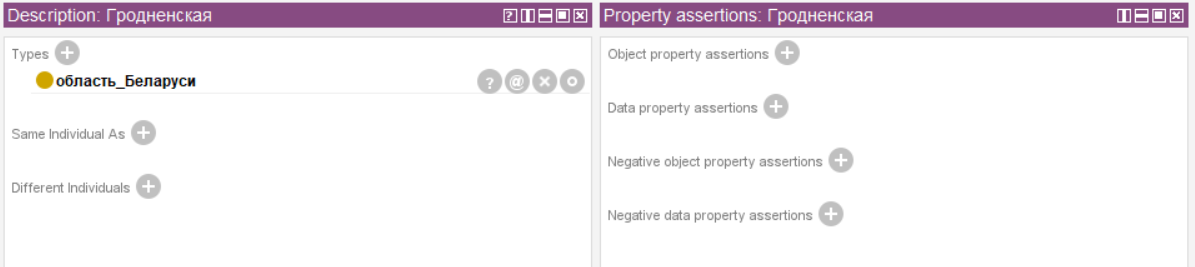 Description: Гродненская
Types
область_Беларуси
Same Individual As
Different Individuals
Property assertions: Гродненская
Object property assertions
Data property assertions
Negative object property assertions
Negative data property assertions